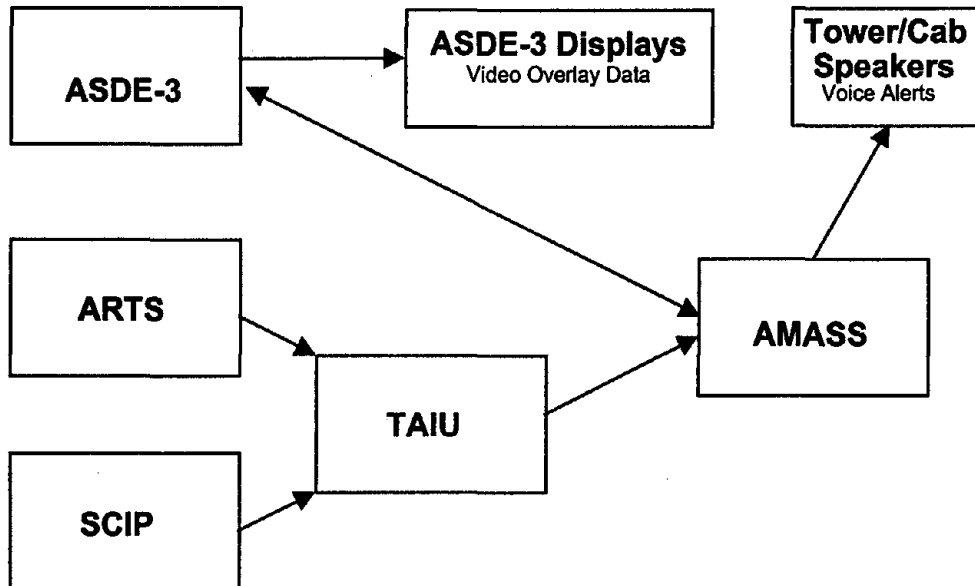 ASDE-3
ASDE-3 Displays
Video Overlay Data
Tower/Cab
Speakers
Voice Alerts
ARTS
TAIU
AMASS
SCIP